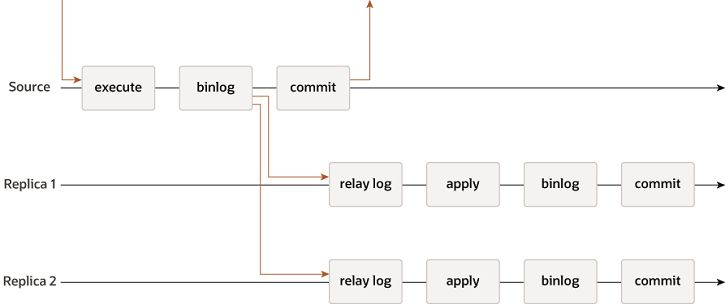 Source execute binlog commit
Replica 1 relay log apply binlog commit
Replica 2 relay log apply binlog commit